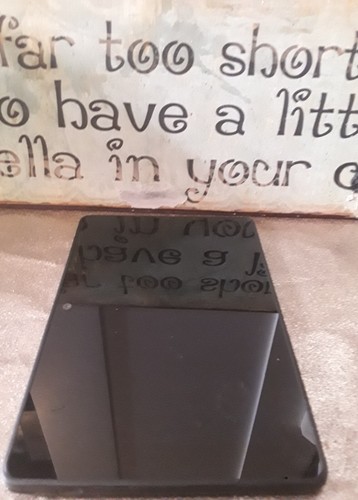 far too short
o have a litt
ella in your